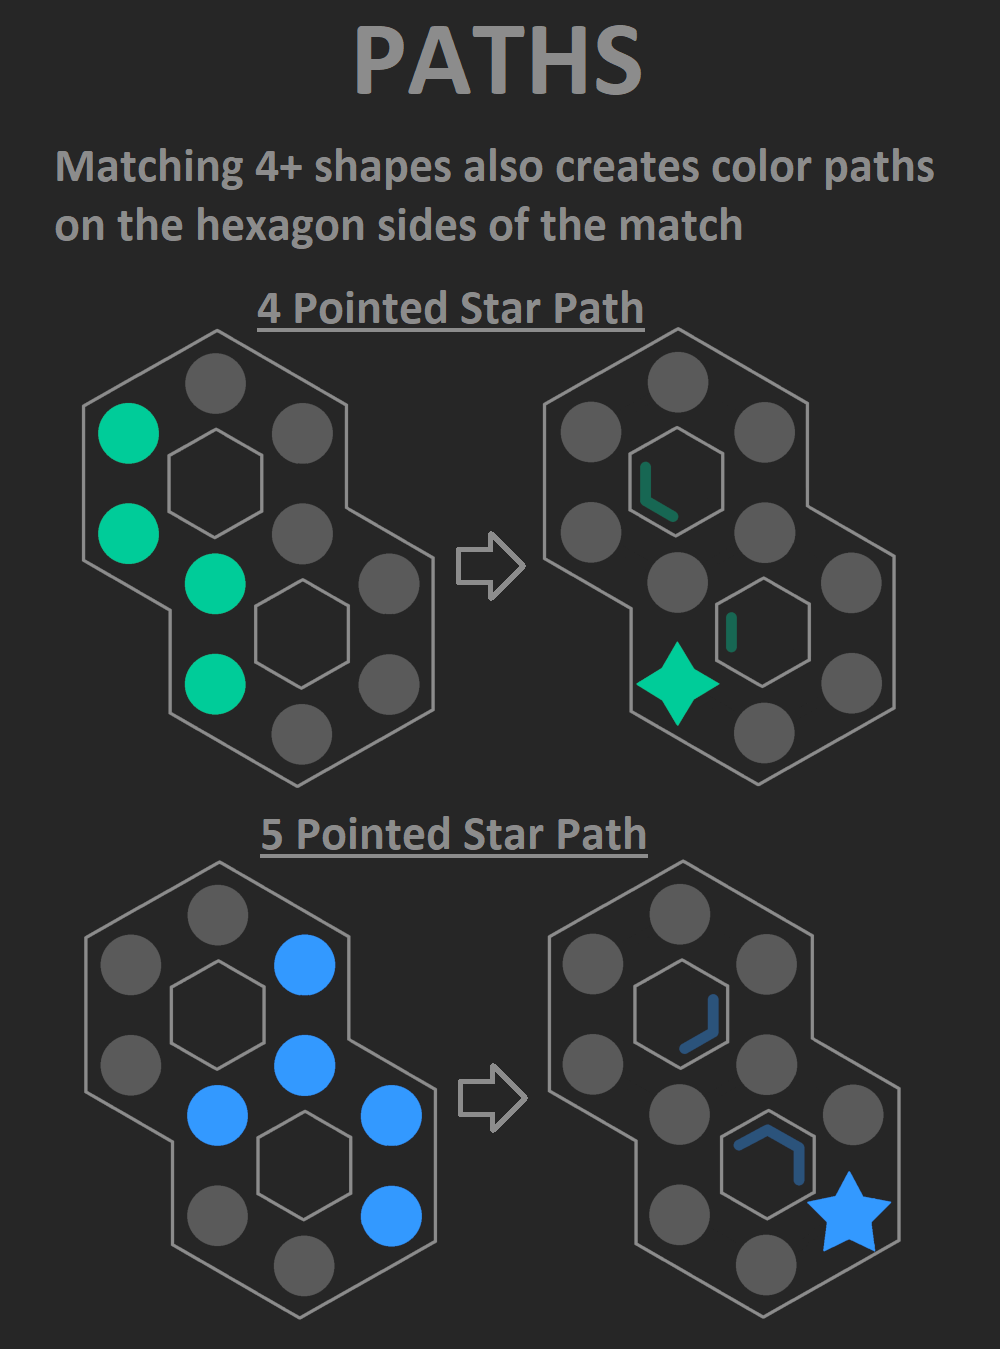 PATHS
Matching 4+ shapes also creates color paths
on the hexagon sides of the match
4 Pointed Star Path
5 Pointed Star Path